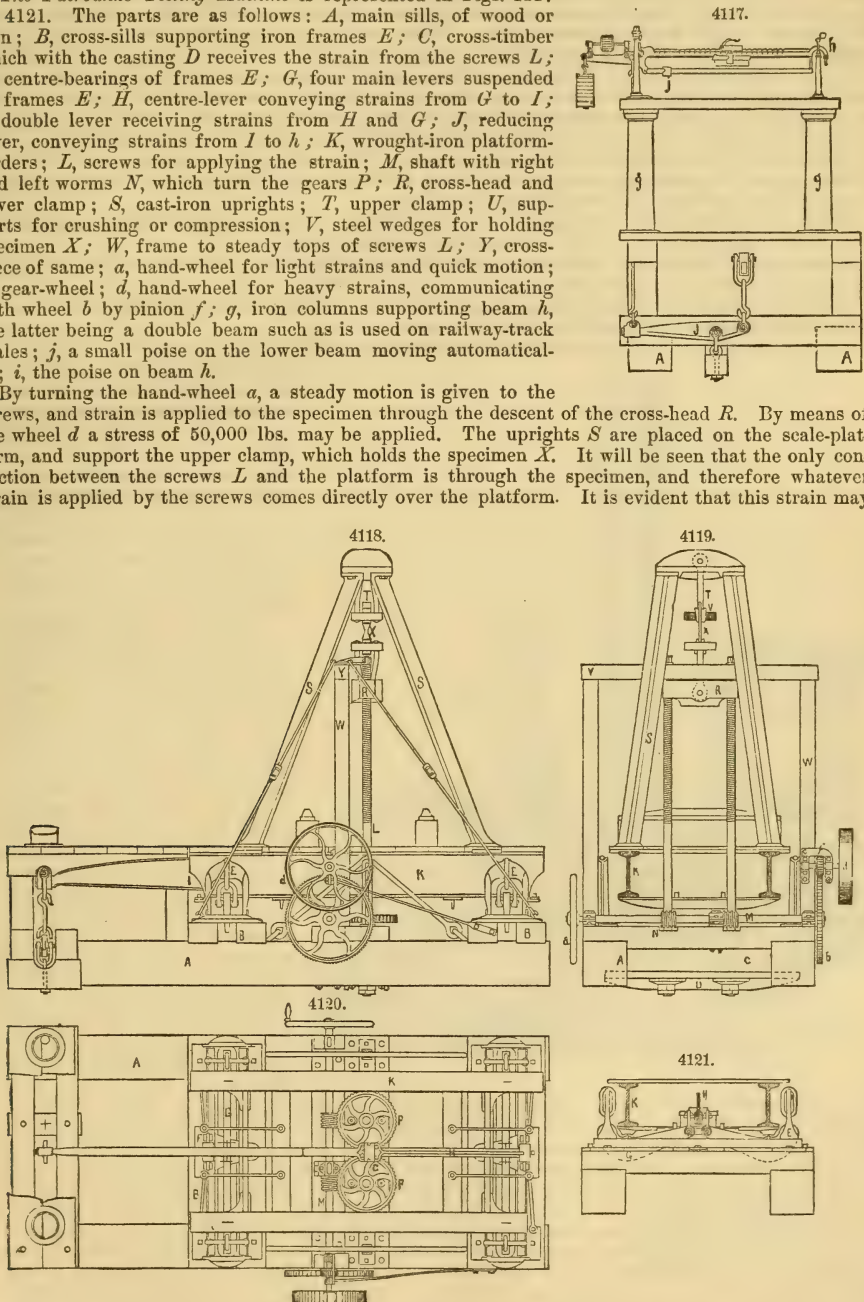 Testing Machine is represented in Figs.
4121. The parts are as follows: A, main sills, of wood or
n; B, cross-sills supporting iron frames E; C, cross-timber
ich with the casting D receives the strain from the screws L;
centre-bearings of frames E; G, four main levers suspended
frames E; H, centre-lever conveying strains from G to I;
double lever receiving strains from H and G; J, reducing
er, conveying strains from l to h; K, wrought-iron platform-
ders; L, screws for applying the strain; M, shaft with right
d left worms N, which turn the gears P; R, cross-head and
wer clamp; S, cast-iron uprights; T, upper clamp; U, sup-
rts for crushing or compression; V, steel wedges for holding
ecimen X; W, frame to steady tops of screws L; Y, cross-
ece of same; a, hand-wheel for light strains and quick motion;
gear-wheel; d, hand-wheel for heavy strains, communicating
th wheel b by pinion f; g, iron columns supporting beam h,
e latter being a double beam such as is used on railway-track
ales; j, a small poise on the lower beam moving automatical-
; i, the poise on beam h.
By turning the hand-wheel a, a steady motion is given to the
rews, and strain is applied to the specimen through the descent of the cross-head R. By means of
e wheel d a stress of 50,000 lbs. may be applied. The uprights S are placed on the scale-plat
rm, and support the upper clamp, which holds the specimen X. It will be seen that the only con
ction between the screws L and the platform is through the specimen, and therefore whatever
rain is applied by the screws comes directly over the platform. It is evident that this strain may
4117.
h
J
g g
J
A A
4118.
T
X
Y
S S
R
W
L
E E
d K
B B
A
4119.
T
V
X
Y
R
S
W
K
M
N
a
A C
b
D
4120.
A
K
G
P
F
C
B
P
M
4121.
H
K
E
G